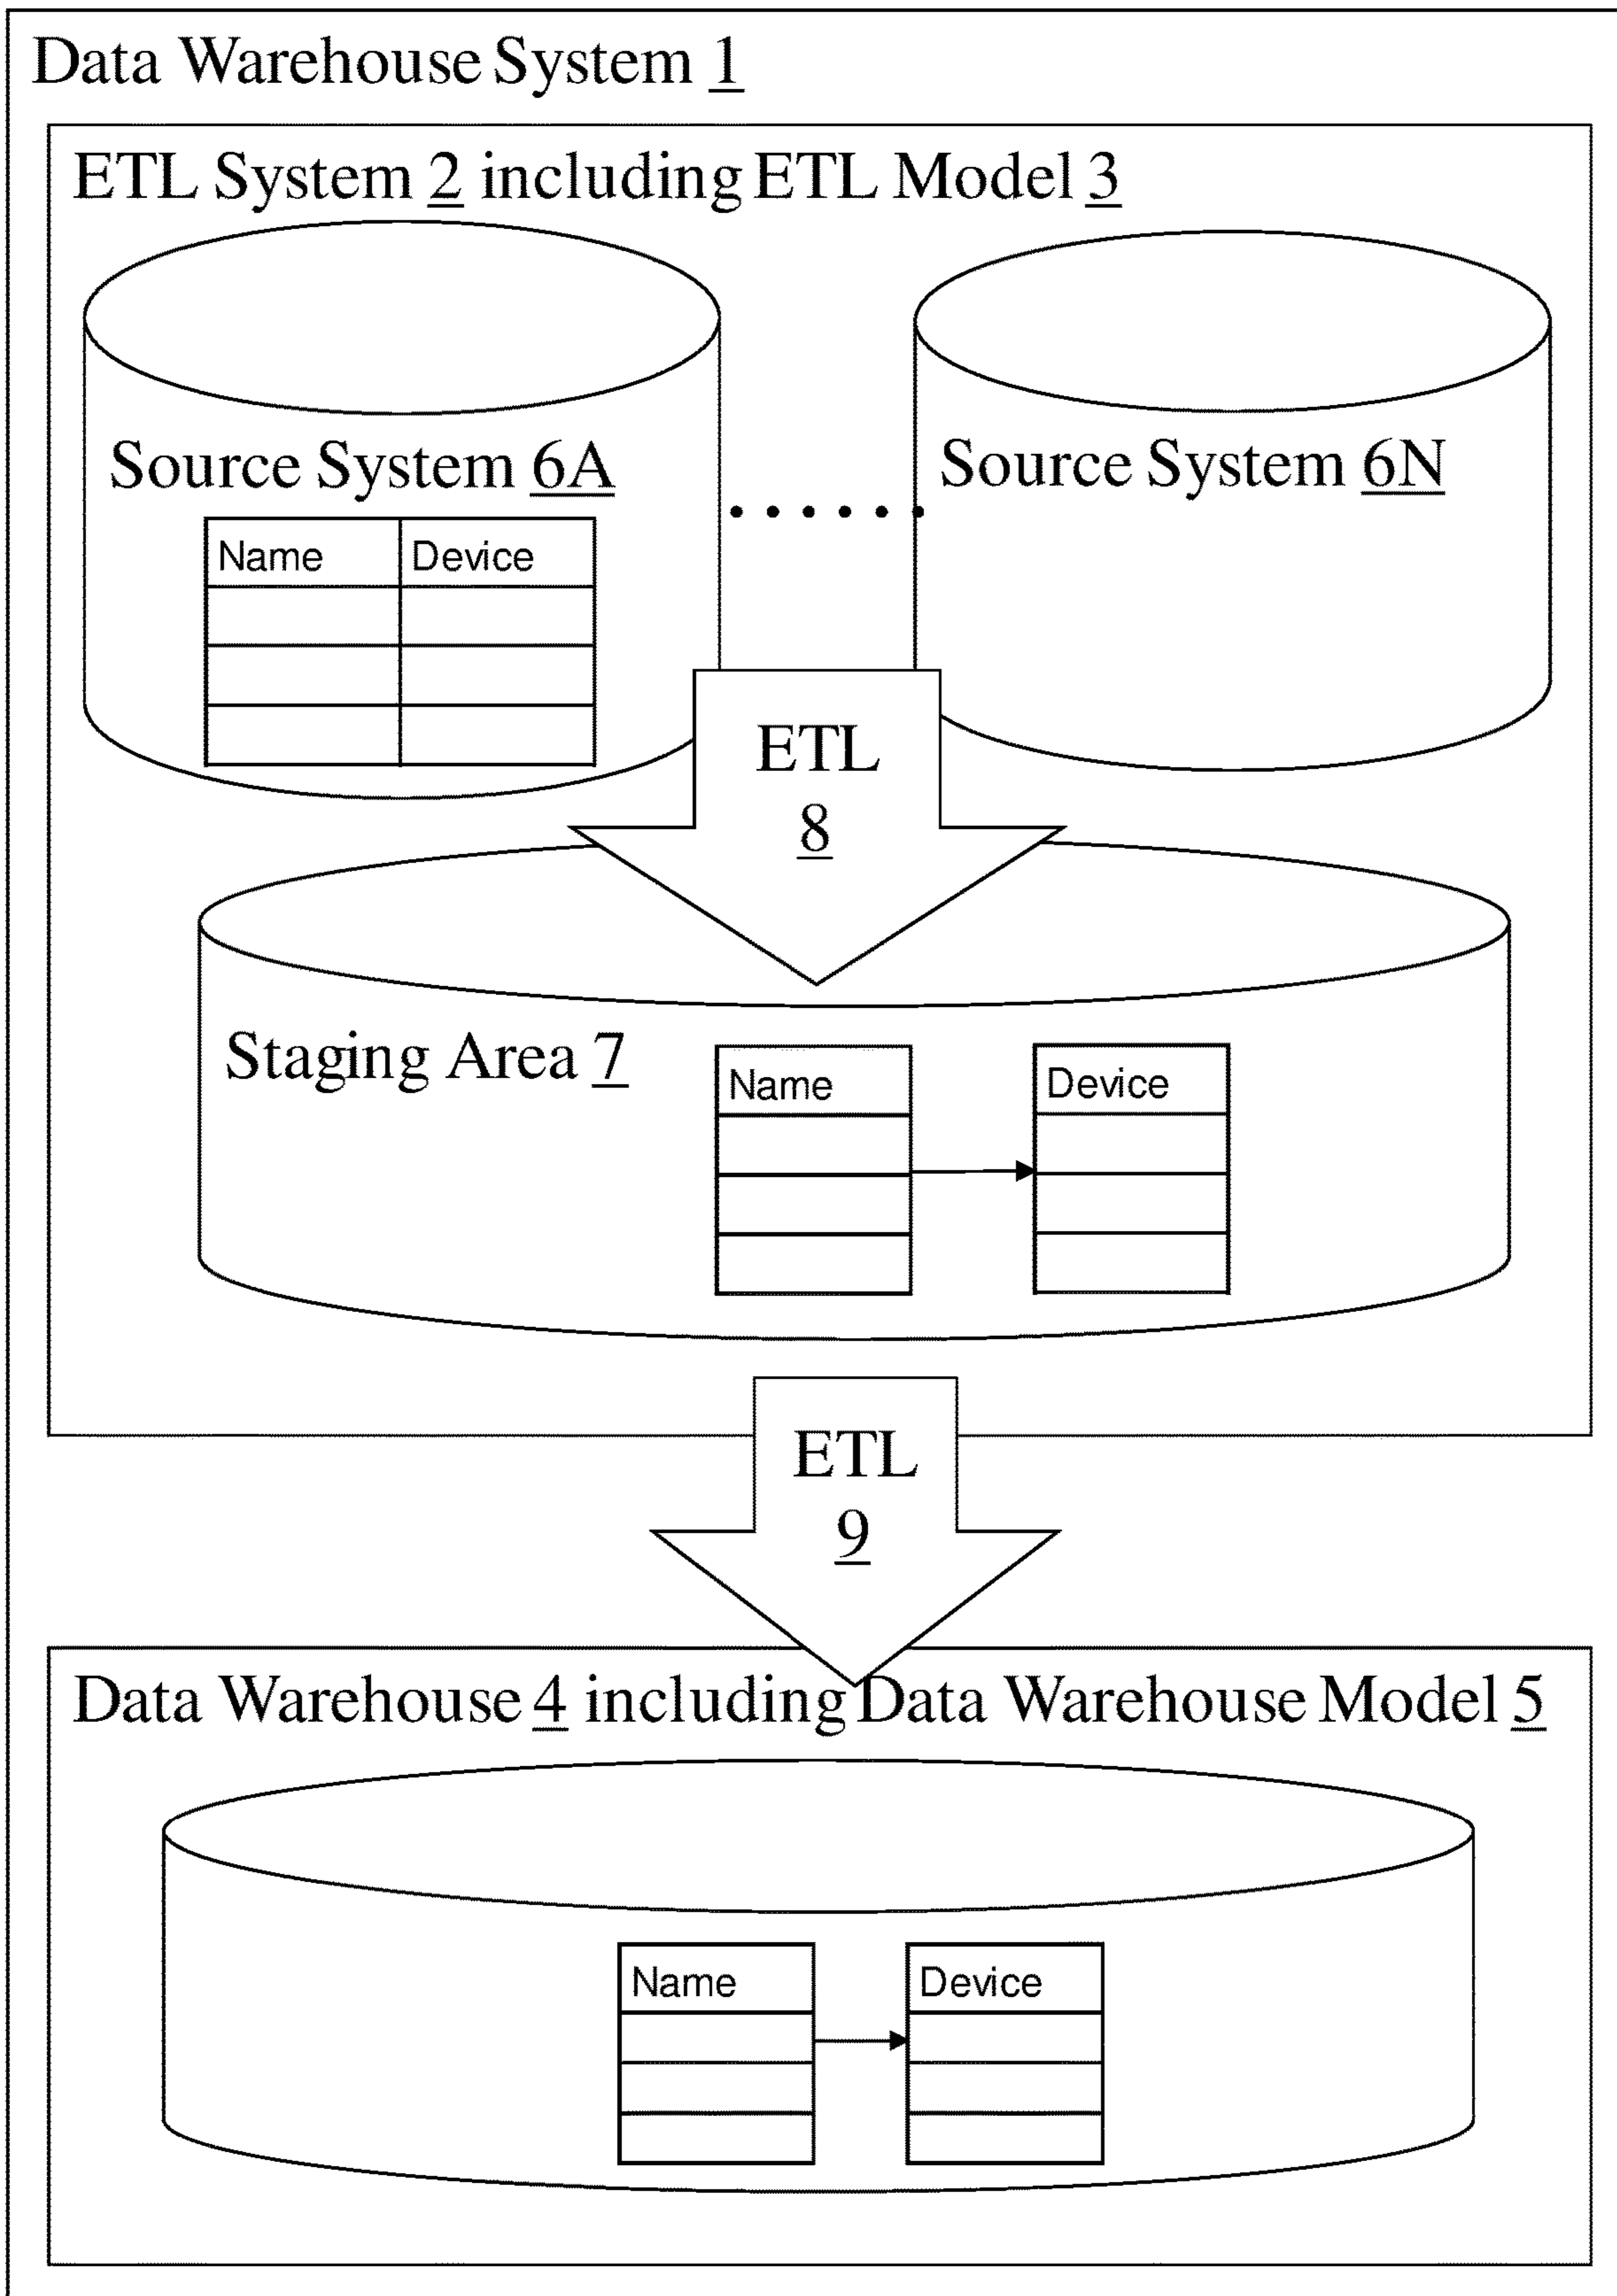 Data Warehouse System 1
ETL System 2 including ETL Model 3
Source System 6A
Source System 6N
Name Device
ETL
8
Staging Area 7
Name
Device
ETL
9
Data Warehouse 4 including Data Warehouse Model 5
Name
Device